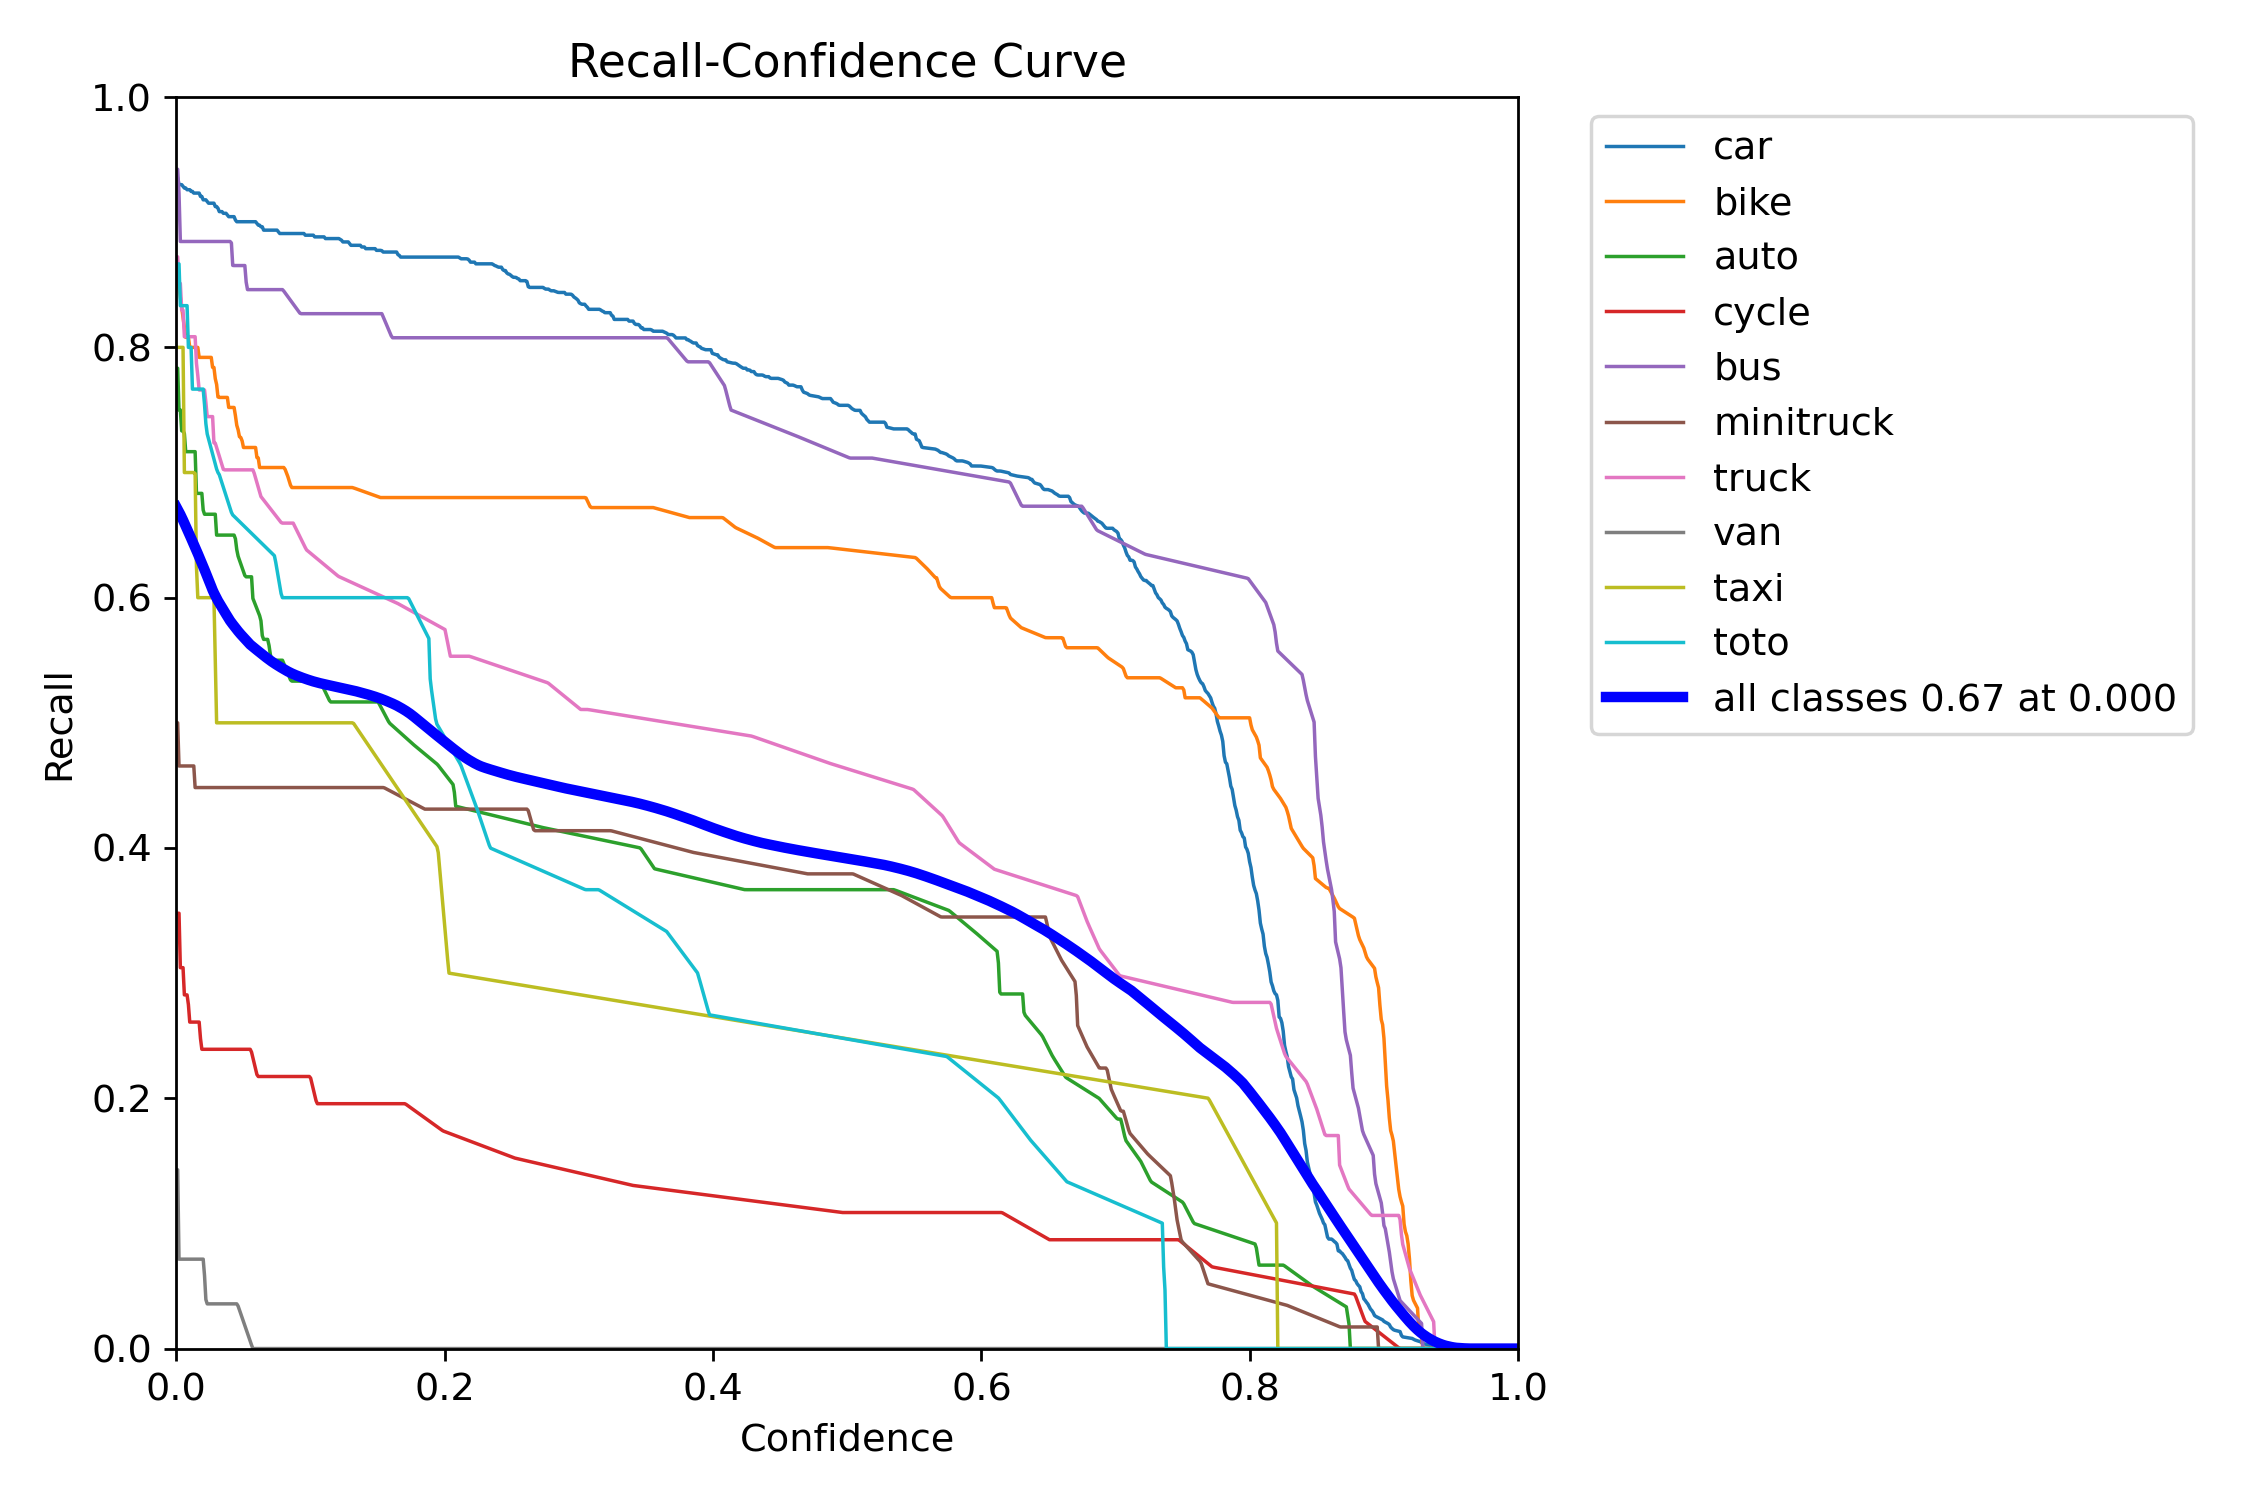 Recall-Confidence Curve
1.0
0.8
0.6
0.4
0.2
0.0
Recall
0.0 0.2 0.4 0.6 0.8 1.0
Confidence
car
bike
auto
cycle
bus
minitruck
truck
van
taxi
toto
all classes 0.67 at 0.000